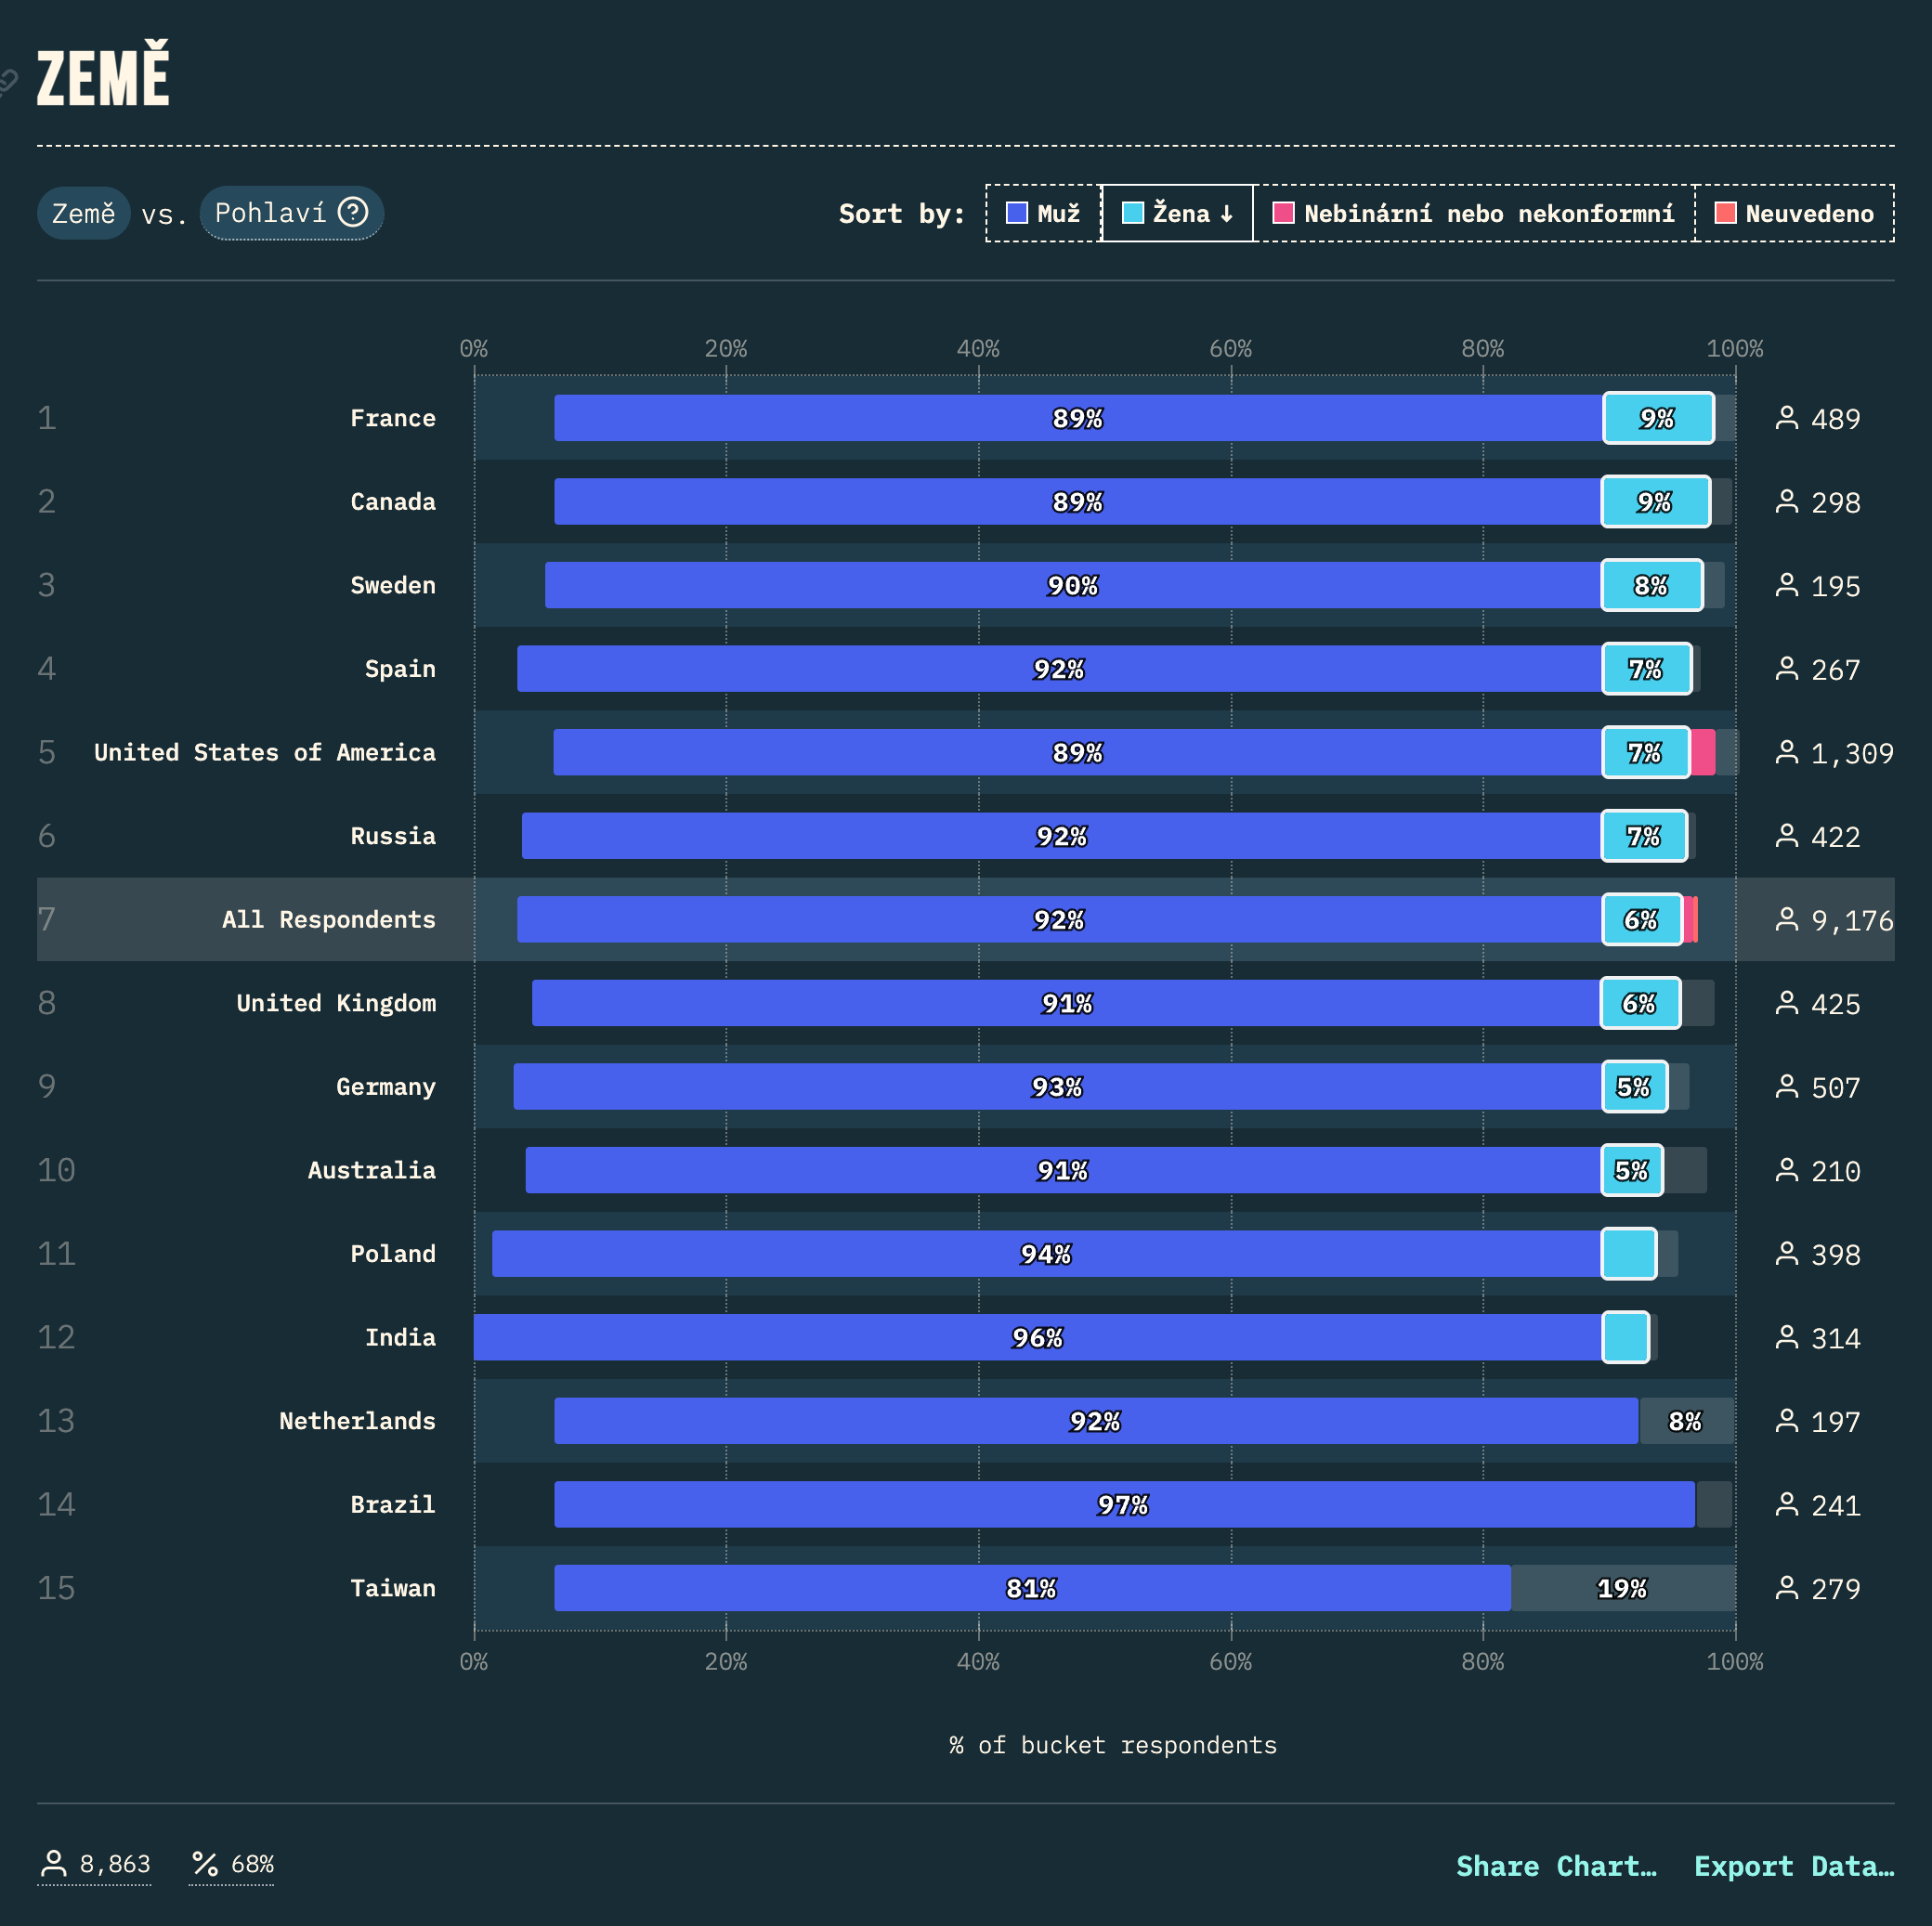 ZEMĚ
Země vs. Pohlaví ?
Sort by: Muž Žena ↓ Nebinární nebo nekonformní Neuvedeno
0% 20% 40% 60% 80% 100%
1 France 89% 9% 489
2 Canada 89% 9% 298
3 Sweden 90% 8% 195
4 Spain 92% 7% 267
5 United States of America 89% 7% 1,309
6 Russia 92% 7% 422
7 All Respondents 92% 6% 9,176
8 United Kingdom 91% 6% 425
9 Germany 93% 5% 507
10 Australia 91% 5% 210
11 Poland 94% 398
12 India 96% 314
13 Netherlands 92% 8% 197
14 Brazil 97% 241
15 Taiwan 81% 19% 279
0% 20% 40% 60% 80% 100%
% of bucket respondents
8,863 % 68% Share Chart… Export Data…